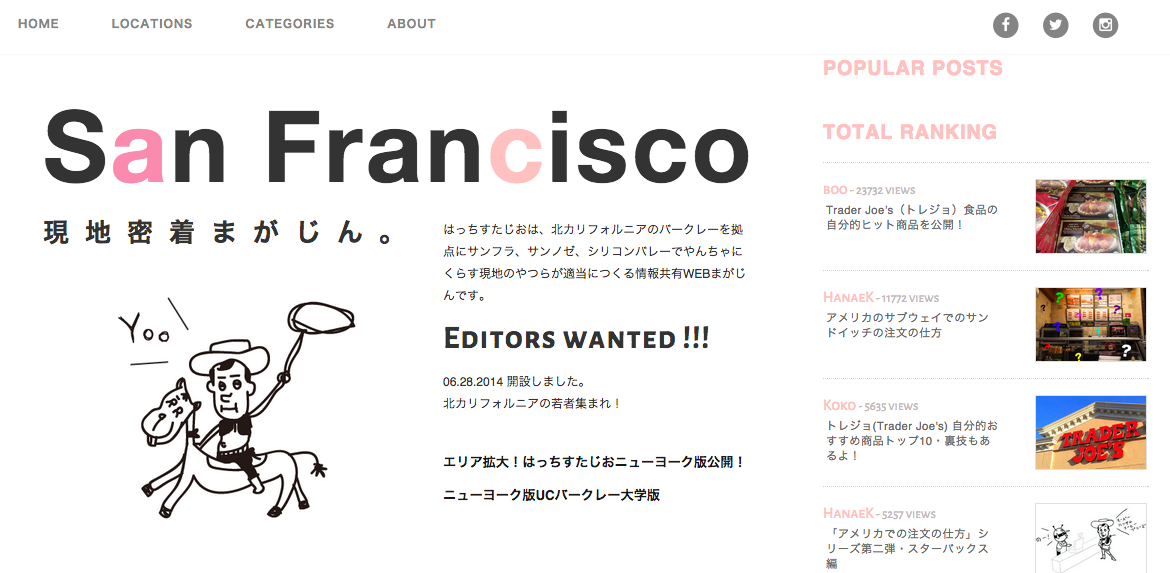 HOME LOCATIONS CATEGORIES ABOUT
San Francisco
現地密着まがじん。
はっちすたじおは、北カリフォルニアのバークレーを拠
点にサンフラ、サンノゼ、シリコンバレーでやんちゃに
くらす現地のやつらが適当につくる情報共有WEBまがじ
んです。
Yoo
EDITORS WANTED !!!
06.28.2014 開設しました。
北カリフォルニアの若者集まれ！
エリア拡大！はっちすたじおニューヨーク版公開！
ニューヨーク版UCバークレー大学版
POPULAR POSTS
TOTAL RANKING
BOO - 23732 VIEWS
Trader Joe's（トレジョ）食品の
自分的ヒット商品を公開！
HANAEK - 11772 VIEWS
アメリカのサブウェイでのサン
ドイッチの注文の仕方
? ? ? ? ? ? ? ?
KOKO - 5635 VIEWS
トレジョ(Trader Joe's) 自分的お
すすめ商品トップ10・裏技もあ
るよ！
TRADER
JOE'S
HANAEK - 5257 VIEWS
「アメリカでの注文の仕方」シ
リーズ第二弾・スターバックス
編